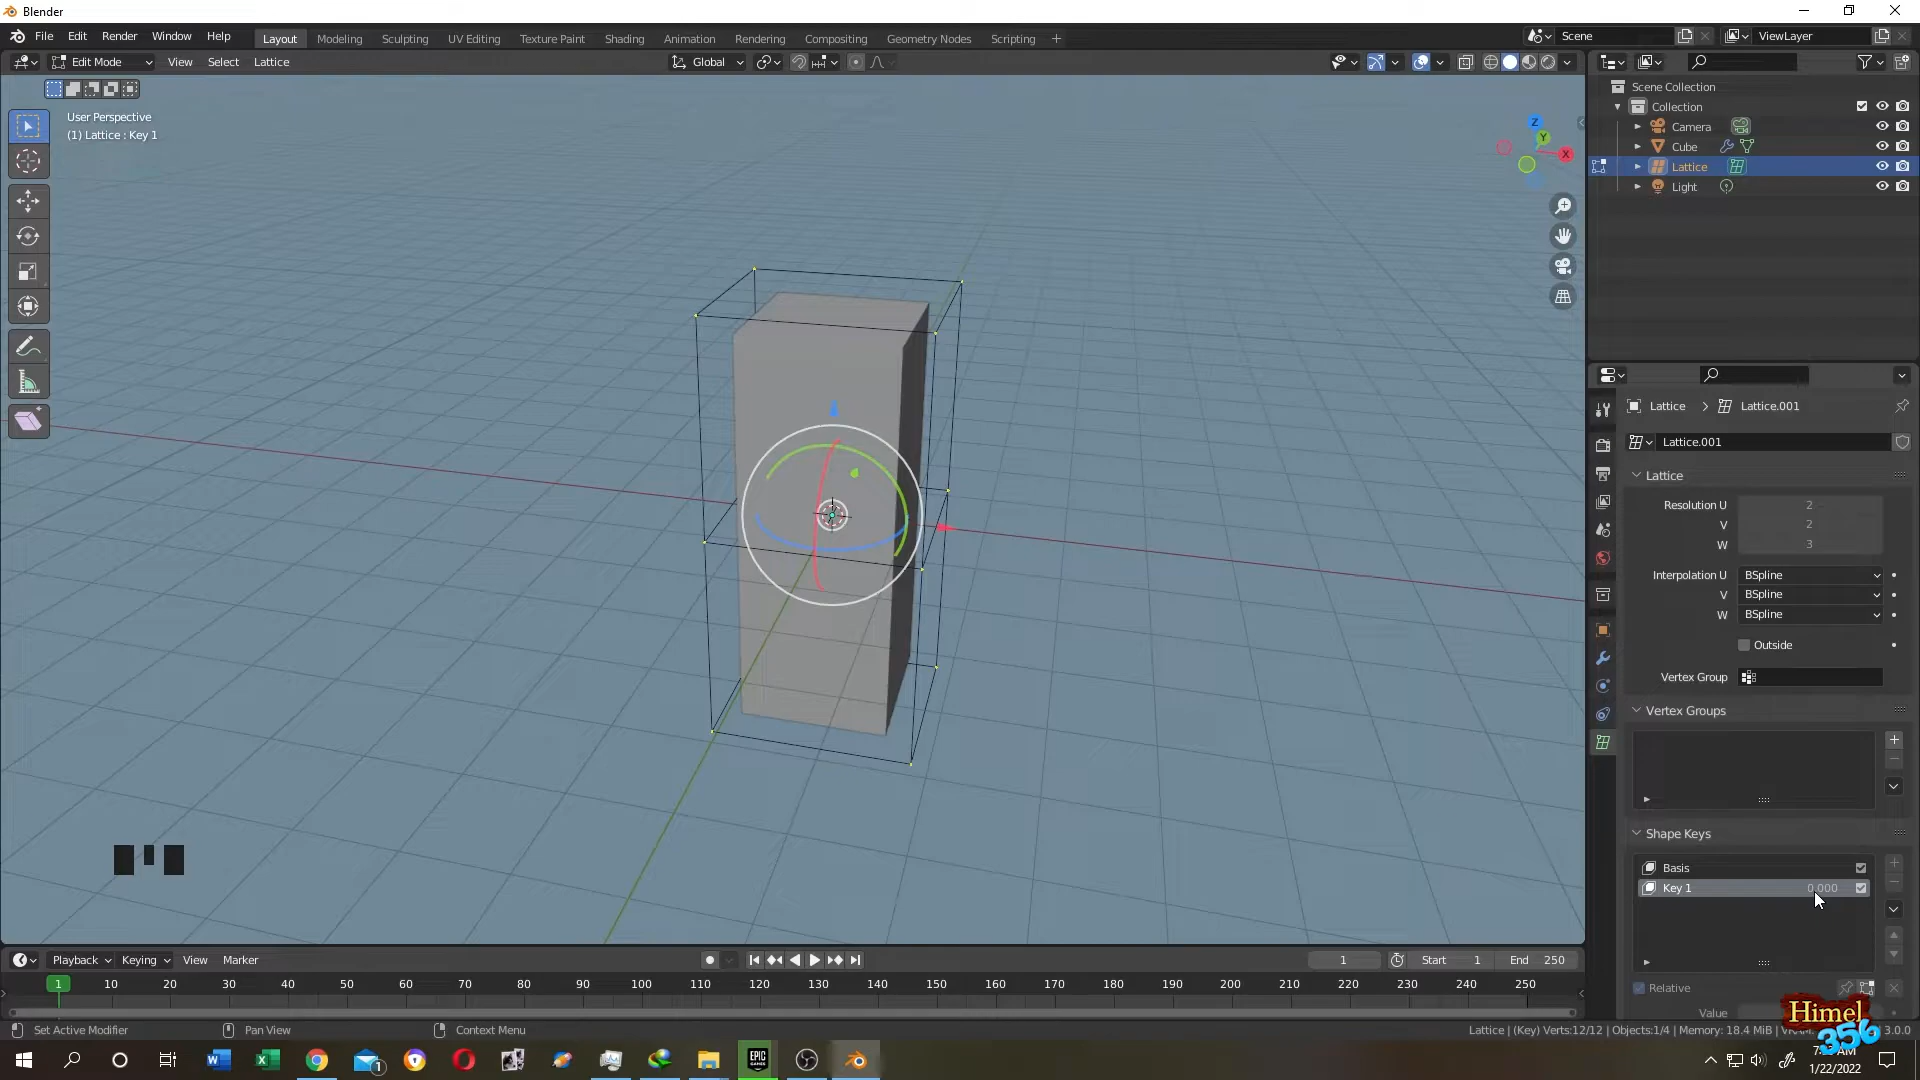 Blender
File Edit Render Window Help
Layout Modeling Sculpting UV Editing Texture Paint Shading Animation Rendering Compositing Geometry Nodes Scripting +
Scene
ViewLayer
Edit Mode View Select Lattice
Global
User Perspective
(1) Lattice : Key 1
Z
Y
X
Scene Collection
Collection
Camera
Cube
Lattice
Light
Lattice > Lattice.001
Lattice.001
Lattice
Resolution U 2
V 2
W 3
Interpolation U BSpline
V BSpline
W BSpline
Outside
Vertex Group
Vertex Groups
Shape Keys
Basis
Key 1 0.000
Relative
Value
Playback Keying View Marker
1 Start 1 End 250
1 10 20 30 40 50 60 70 80 90 100 110 120 130 140 150 160 170 180 190 200 210 220 230 240 250
Set Active Modifier Pan View Context Menu
Lattice | (Key) Verts:12/12 | Objects:1/4 | Memory: 18.4 MiB | 3.0.0
Himel
356
EPIC
GAMES
1
AM
1/22/2022